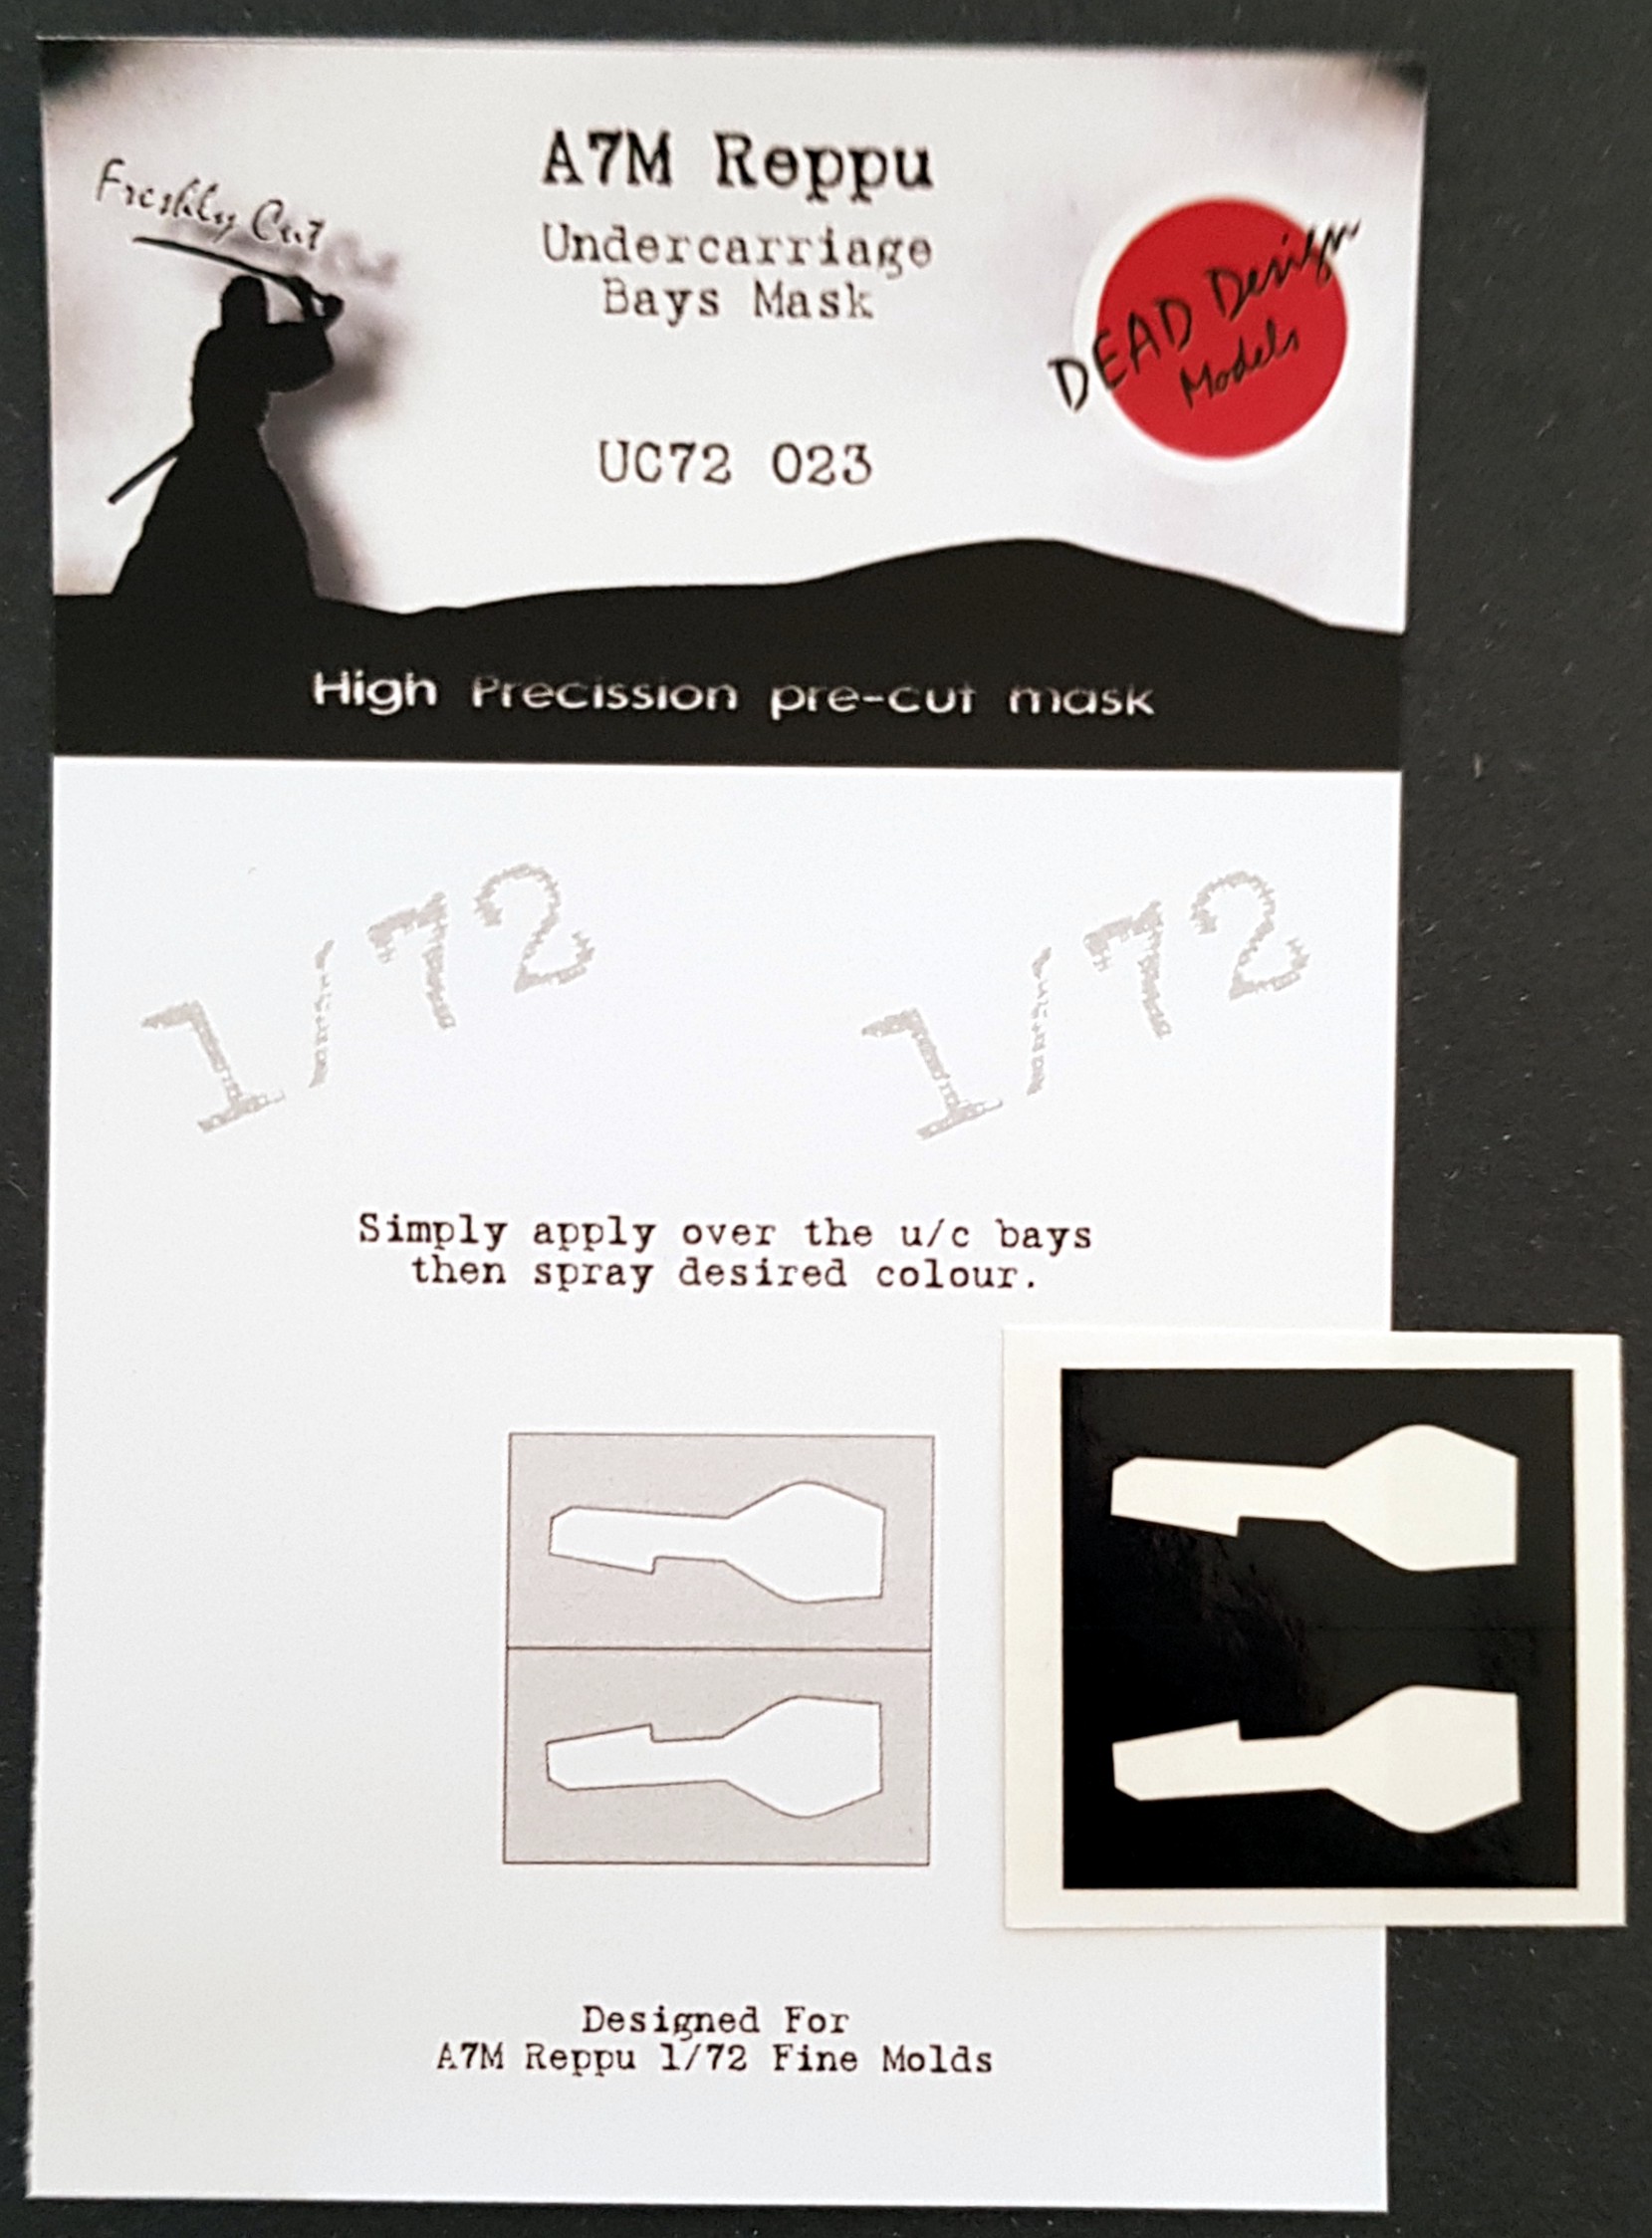 Freshly Cut
A7M Reppu
Undercarriage
Bays Mask
UC72 023
DEAD Design
Models
High Precission pre-cut mask
1/72
1/72
Simply apply over the u/c bays
then spray desired colour.
Designed For
A7M Reppu 1/72 Fine Molds